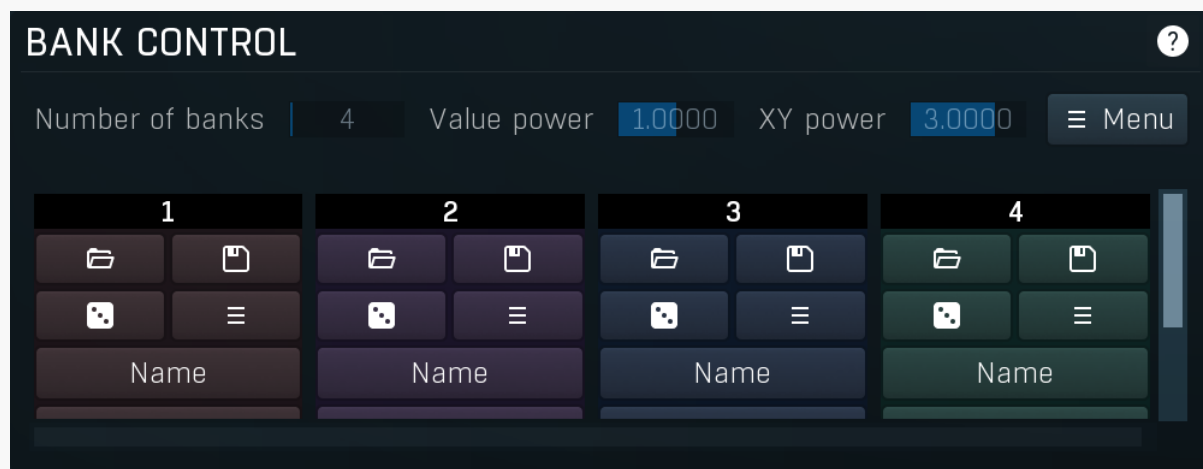 BANK CONTROL ?
Number of banks 4 Value power 1.0000 XY power 3.0000 Menu
1 2 3 4
Name Name Name Name